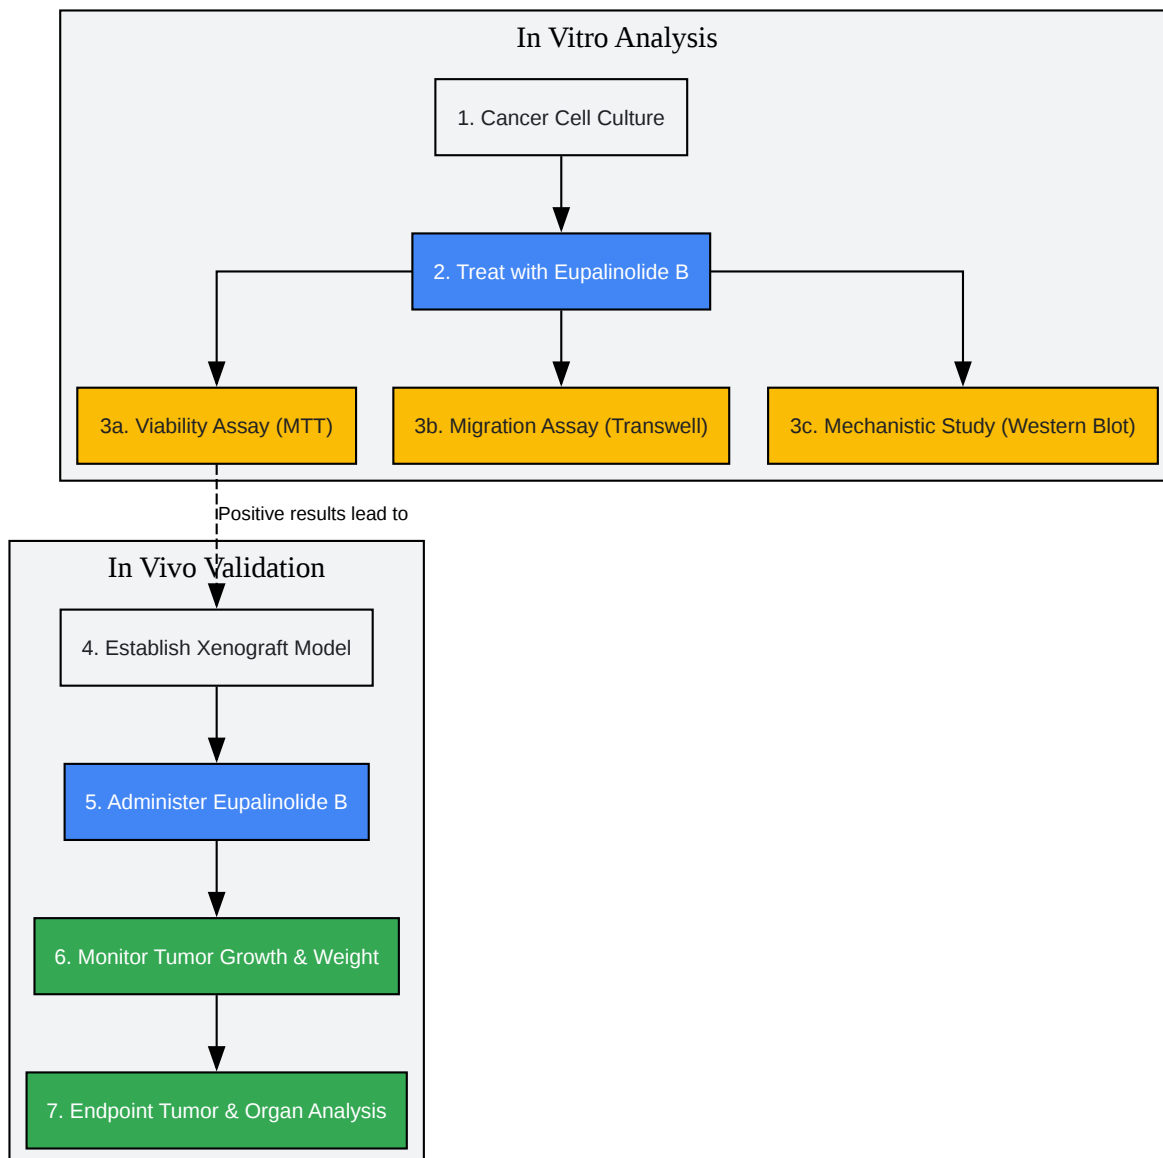 In Vitro Analysis
1. Cancer Cell Culture
2. Treat with Eupalinolide B
3a. Viability Assay (MTT)
3b. Migration Assay (Transwell)
3c. Mechanistic Study (Western Blot)
Positive results lead to
In Vivo Validation
4. Establish Xenograft Model
5. Administer Eupalinolide B
6. Monitor Tumor Growth & Weight
7. Endpoint Tumor & Organ Analysis